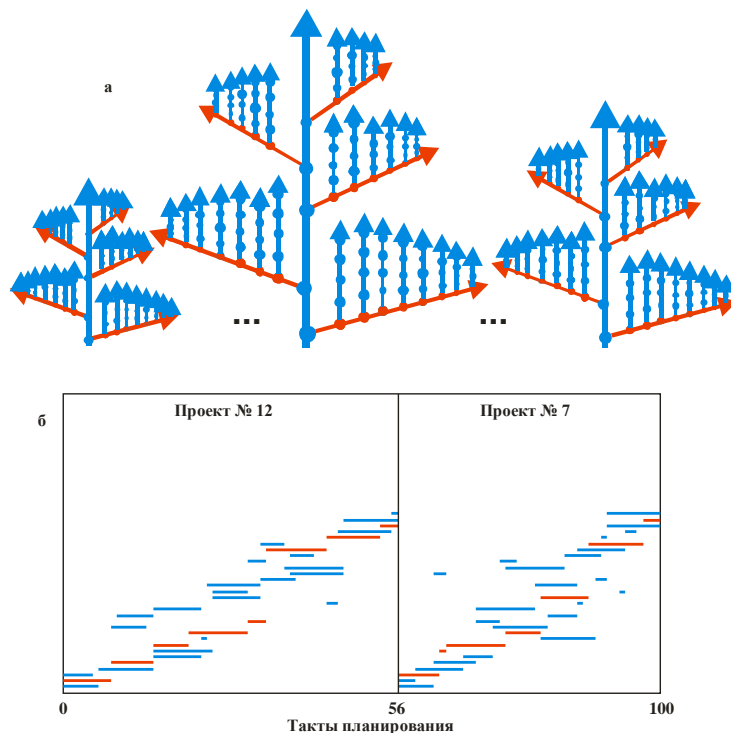 а
... ...
б
Проект № 12 Проект № 7
0 56 100
Такты планирования